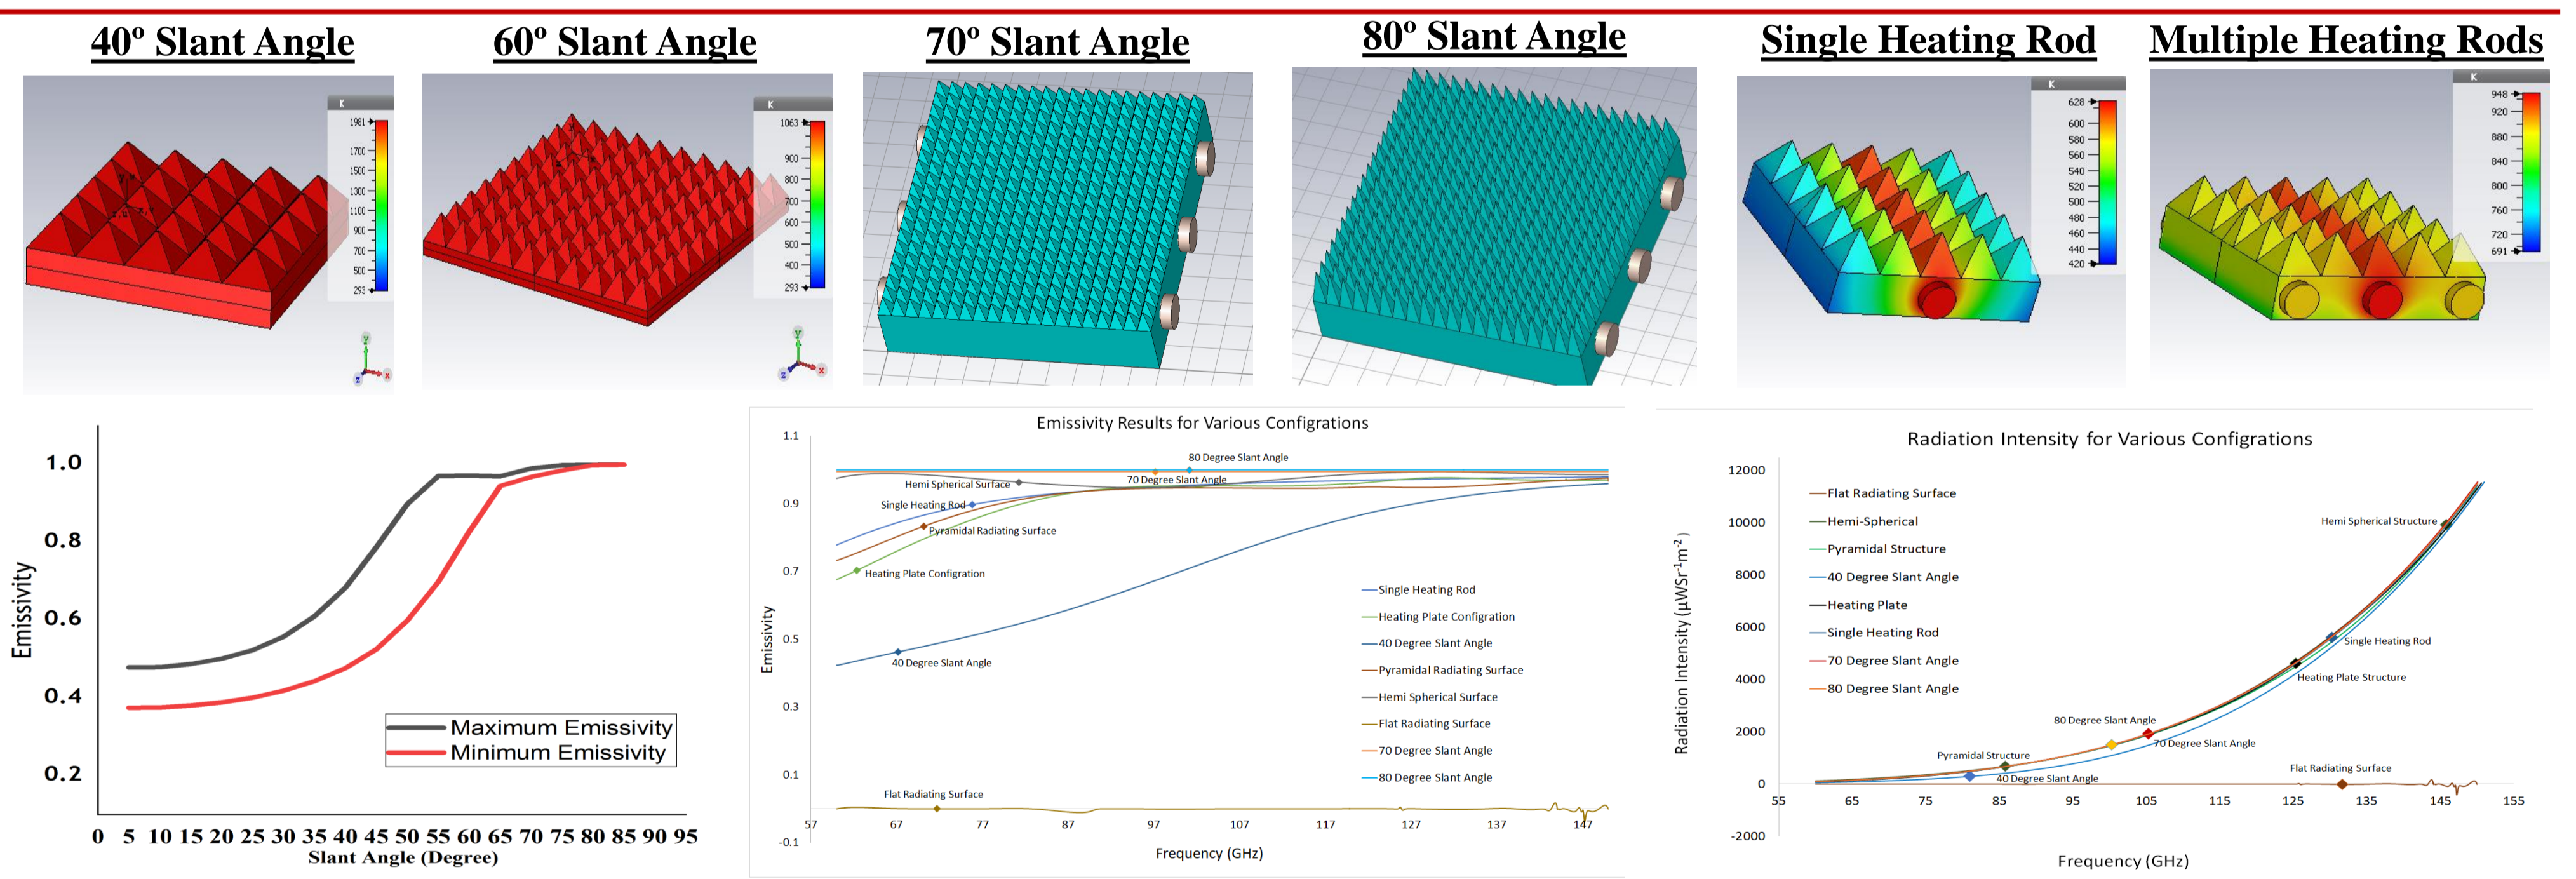 40º Slant Angle
60º Slant Angle
70º Slant Angle
80º Slant Angle
Single Heating Rod
Multiple Heating Rods
K
1981
1700
1500
1300
1100
900
700
500
293
Y
Z
X
K
1063
900
800
700
600
500
400
293
Y
Z
X
K
628
600
580
560
540
520
500
480
460
440
420
K
948
920
880
840
800
760
720
691
Emissivity
1.0
0.8
0.6
0.4
0.2
Maximum Emissivity
Minimum Emissivity
0 5 10 15 20 25 30 35 40 45 50 55 60 65 70 75 80 85 90 95
Slant Angle (Degree)
Emissivity Results for Various Configrations
Emissivity
1.1
0.9
0.7
0.5
0.3
0.1
-0.1
80 Degree Slant Angle
70 Degree Slant Angle
Hemi Spherical Surface
Single Heating Rod
Pyramidal Radiating Surface
Heating Plate Configration
40 Degree Slant Angle
Flat Radiating Surface
Single Heating Rod
Heating Plate Configration
40 Degree Slant Angle
Pyramidal Radiating Surface
Hemi Spherical Surface
Flat Radiating Surface
70 Degree Slant Angle
80 Degree Slant Angle
57 67 77 87 97 107 117 127 137 147
Frequency (GHz)
Radiation Intensity for Various Configrations
Radiation Intensity (µWSr-1m-2)
12000
10000
8000
6000
4000
2000
0
-2000
Flat Radiating Surface
Hemi-Spherical
Pyramidal Structure
40 Degree Slant Angle
Heating Plate
Single Heating Rod
70 Degree Slant Angle
80 Degree Slant Angle
Hemi Spherical Structure
Single Heating Rod
Heating Plate Structure
80 Degree Slant Angle
70 Degree Slant Angle
Pyramidal Structure
40 Degree Slant Angle
Flat Radiating Surface
55 65 75 85 95 105 115 125 135 145 155
Frequency (GHz)